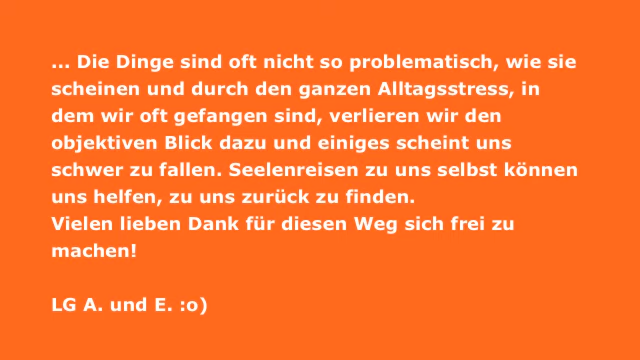 ... Die Dinge sind oft nicht so problematisch, wie sie
scheinen und durch den ganzen Alltagsstress, in
dem wir oft gefangen sind, verlieren wir den
objektiven Blick dazu und einiges scheint uns
schwer zu fallen. Seelenreisen zu uns selbst können
uns helfen, zu uns zurück zu finden.
Vielen lieben Dank für diesen Weg sich frei zu
machen!
LG A. und E. :o)